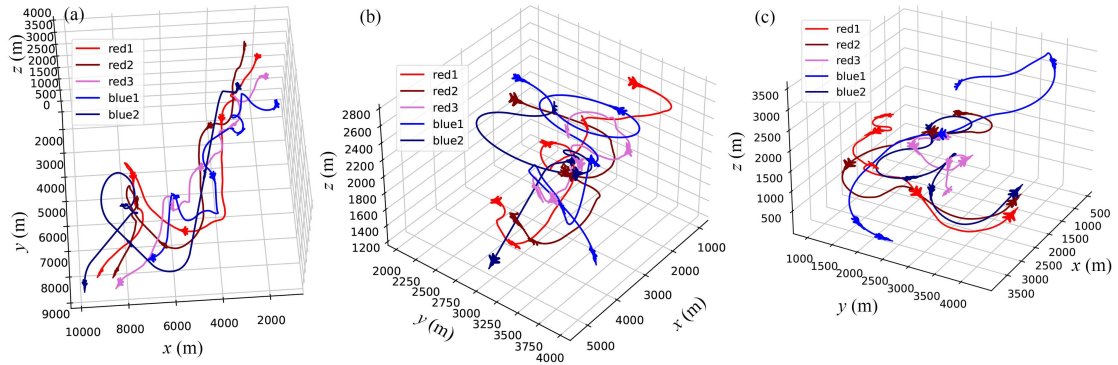 (a)
z (m)
4000
3500
3000
2500
2000
1500
1000
500
0
red1
red2
red3
blue1
blue2
y (m)
3000
4000
5000
6000
7000
8000
9000
10000
8000
6000
4000
2000
x (m)
(b)
red1
red2
red3
blue1
blue2
z (m)
2800
2600
2400
2200
2000
1800
1600
1400
1200
2000
2250
2500
2750
3000
3250
3500
3750
4000
y (m)
1000
2000
3000
4000
5000
x (m)
(c)
red1
red2
red3
blue1
blue2
z (m)
3500
3000
2500
2000
1500
1000
500
1000
1500
2000
2500
3000
3500
4000
y (m)
500
1000
1500
2000
2500
3000
3500
x (m)